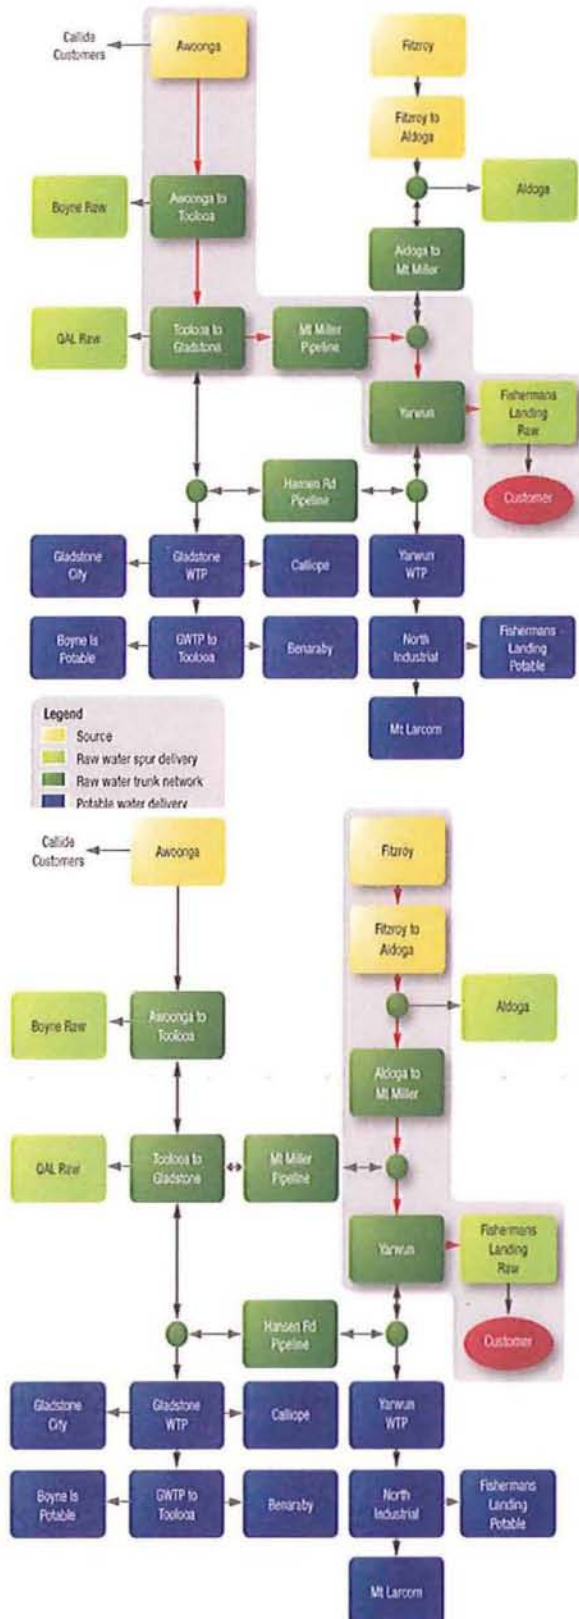 Callide
Customers
Awoonga
Fitzroy
Fitzroy to
Aldoga
Boyne Raw
Awoonga to
Toolooa
Aldoga
Aldoga to
Mt Miller
QAL Raw
Toolooa to
Gladstone
Mt Miller
Pipeline
Yarwun
Fishermans
Landing
Raw
Customer
Hansen Rd
Pipeline
Gladstone
City
Gladstone
WTP
Calliope
Yarwun
WTP
Boyne Is
Potable
GWTP to
Toolooa
Benaraby
North
Industrial
Fishermans
Landing
Potable
Mt Larcom
Legend
Source
Raw water spur delivery
Raw water trunk network
Potable water delivery
Callide
Customers
Awoonga
Fitzroy
Fitzroy to
Aldoga
Boyne Raw
Awoonga to
Toolooa
Aldoga
Aldoga to
Mt Miller
QAL Raw
Toolooa to
Gladstone
Mt Miller
Pipeline
Yarwun
Fishermans
Landing
Raw
Customer
Hansen Rd
Pipeline
Gladstone
City
Gladstone
WTP
Calliope
Yarwun
WTP
Boyne Is
Potable
GWTP to
Toolooa
Benaraby
North
Industrial
Fishermans
Landing
Potable
Mt Larcom